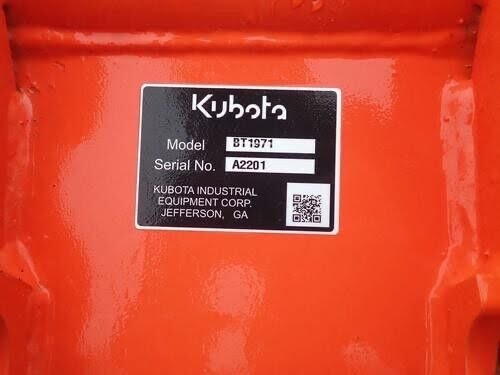 Kubota
Model BT1971
Serial No. A2201
KUBOTA INDUSTRIAL
EQUIPMENT CORP.
JEFFERSON, GA